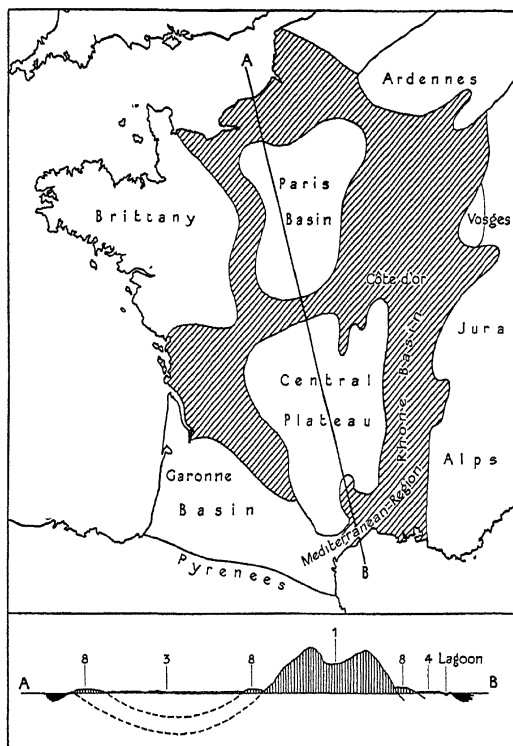 A
Ardennes
Paris
Basin
Brittany
Vosges
Côte d'or
Jura
Rhone Basin
Central
Plateau
Alps
Garonne
Basin
Mediterranean-Region
Pyrenees
B
1
8 3 8 8 4 Lagoon
A B